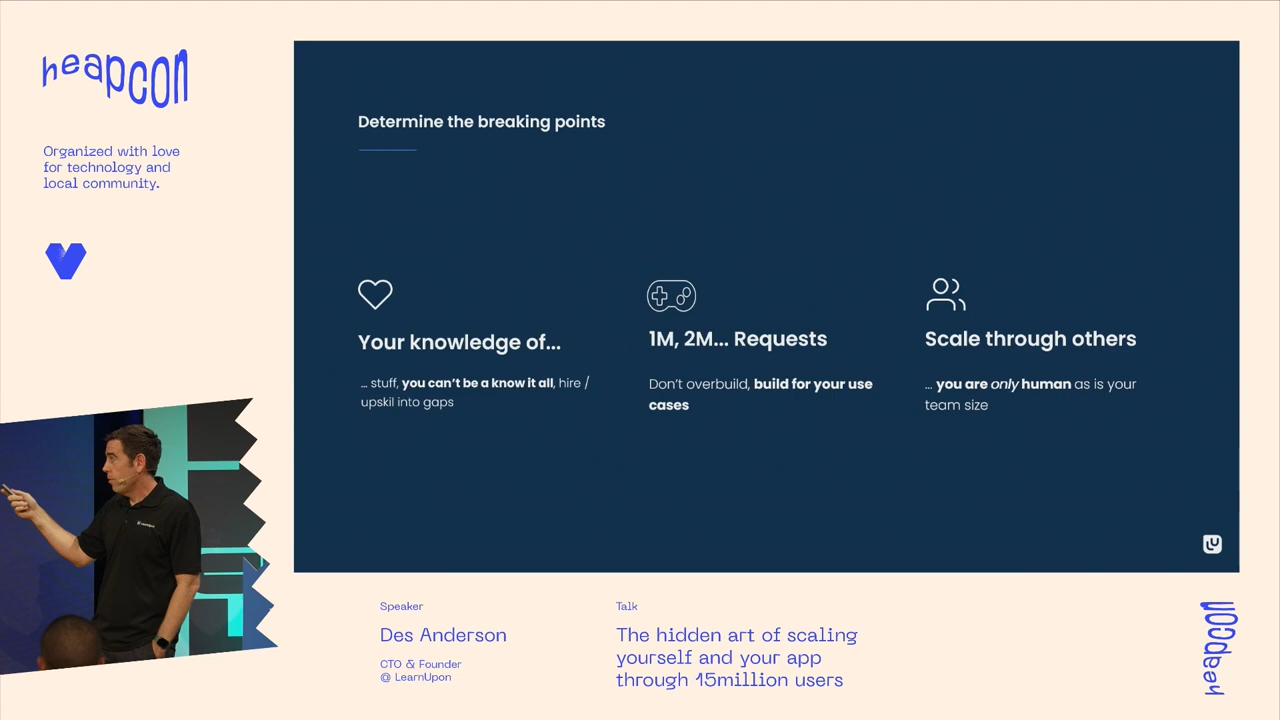 heapcon
Organized with love
for technology and
local community.
Determine the breaking points
Your knowledge of...
... stuff, you can't be a know it all, hire /
upskil into gaps
1M, 2M... Requests
Don't overbuild, build for your use
cases
Scale through others
... you are only human as is your
team size
Speaker
Des Anderson
CTO & Founder
@ LearnUpon
Talk
The hidden art of scaling
yourself and your app
through 15million users
heapcon